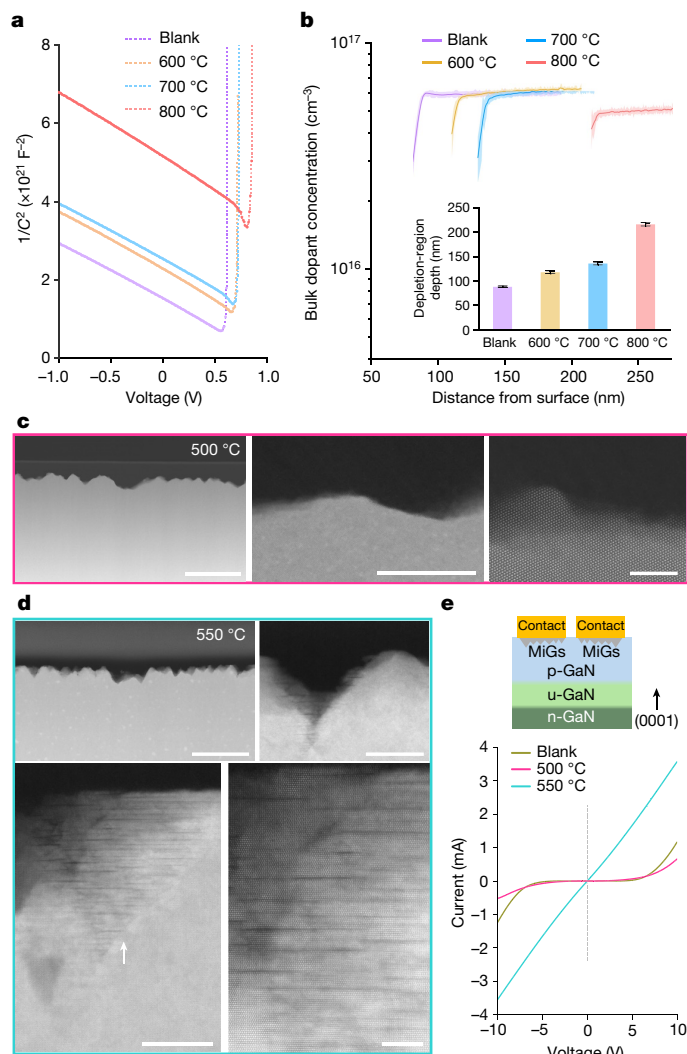 a
8
6
4
2
0
1/C² (×10²¹ F⁻²)
Blank
600 °C
700 °C
800 °C
−1.0
−0.5
0
0.5
1.0
Voltage (V)
b
Blank
700 °C
600 °C
800 °C
10¹⁷
10¹⁶
Bulk dopant concentration (cm⁻³)
250
200
150
100
50
0
Depletion-region
depth (nm)
Blank
600 °C
700 °C
800 °C
50
100
150
200
250
Distance from surface (nm)
c
500 °C
d
550 °C
e
Contact
Contact
MiGs
MiGs
p-GaN
u-GaN
n-GaN
(0001)
Blank
500 °C
550 °C
4
3
2
1
0
−1
−2
−3
−4
Current (mA)
−10
−5
0
5
10
Voltage (V)